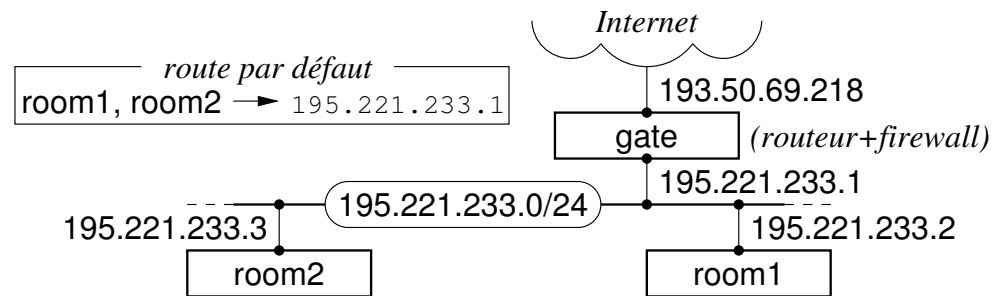 Internet
route par défaut
room1, room2 → 195.221.233.1
193.50.69.218
gate
(routeur+firewall)
195.221.233.1
195.221.233.0/24
195.221.233.3
195.221.233.2
room2
room1